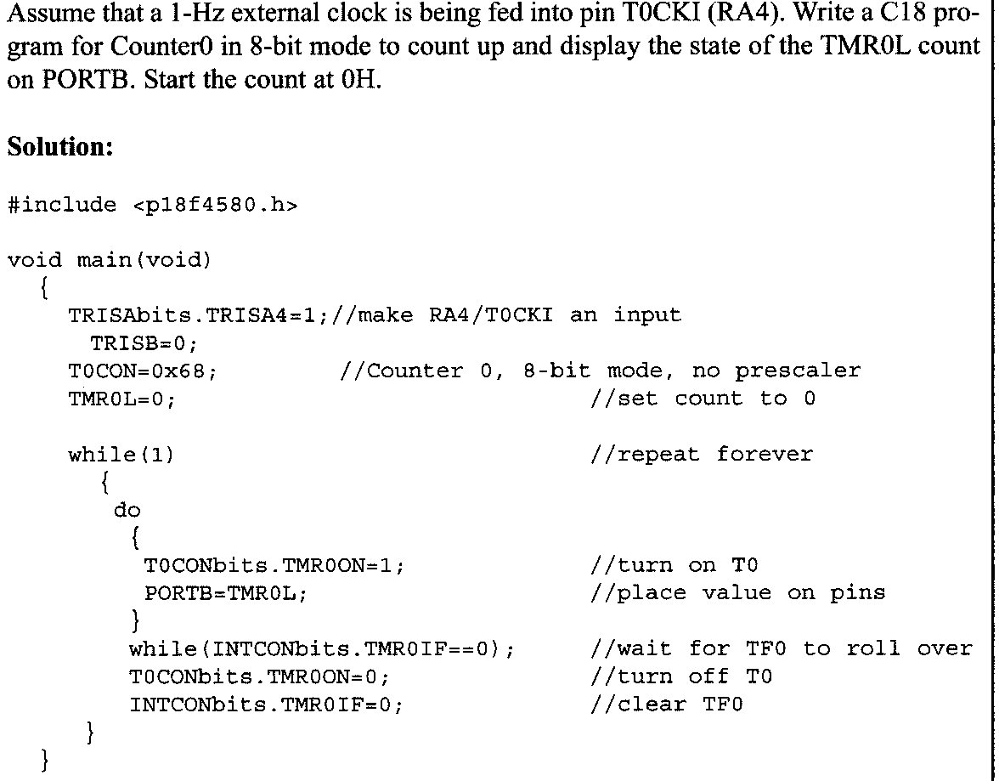 Assume that a 1-Hz external clock is being fed into pin T0CKI (RA4). Write a C18 pro-
gram for Counter0 in 8-bit mode to count up and display the state of the TMR0L count
on PORTB. Start the count at 0H.
Solution:
#include <p18f4580.h>
void main(void)
{
TRISAbits.TRISA4=1;//make RA4/T0CKI an input
TRISB=0;
T0CON=0x68; //Counter 0, 8-bit mode, no prescaler
TMR0L=0; //set count to 0
while(1) //repeat forever
{
do
{
T0CONbits.TMR0ON=1; //turn on T0
PORTB=TMR0L; //place value on pins
}
while(INTCONbits.TMR0IF==0); //wait for TF0 to roll over
T0CONbits.TMR0ON=0; //turn off T0
INTCONbits.TMR0IF=0; //clear TF0
}
}